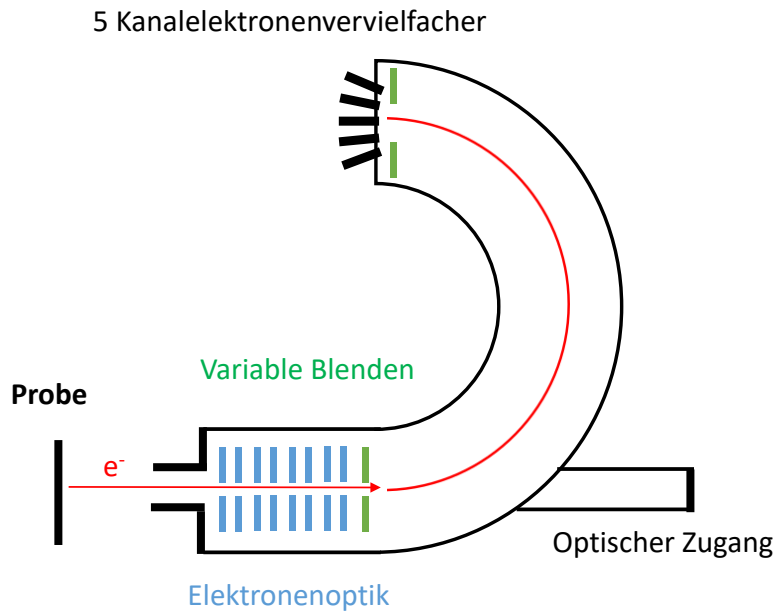 5 Kanalelektronenvervielfacher
Variable Blenden
Probe
e-
Optischer Zugang
Elektronenoptik